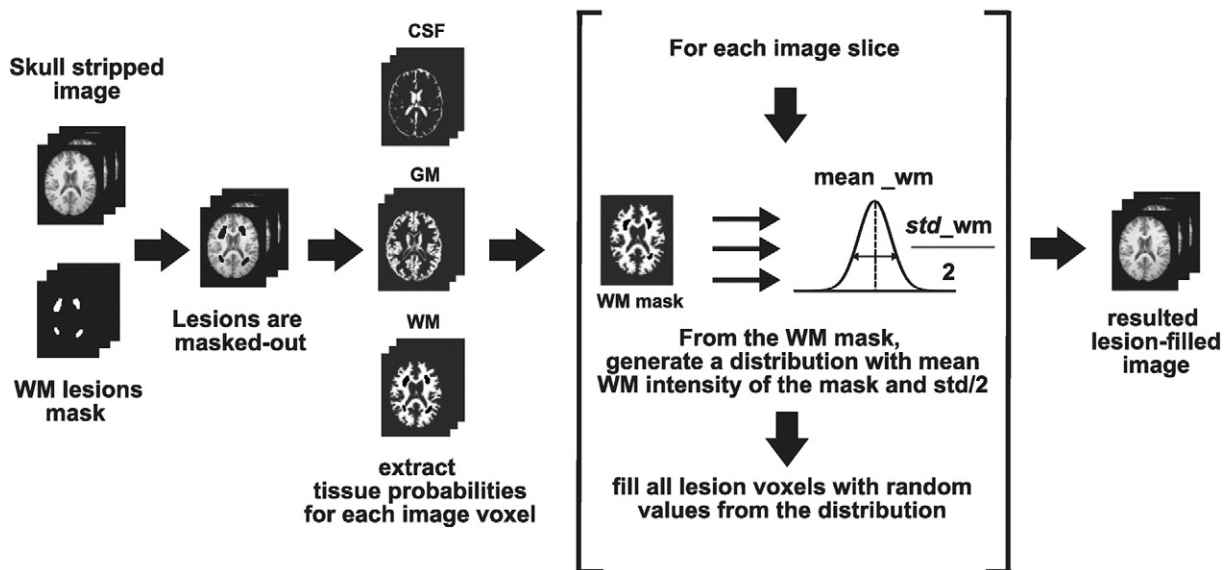 Skull stripped
image
WM lesions
mask
Lesions are
masked-out
CSF
GM
WM
extract
tissue probabilities
for each image voxel
For each image slice
WM mask
mean _wm
std_wm
2
From the WM mask,
generate a distribution with mean
WM intensity of the mask and std/2
fill all lesion voxels with random
values from the distribution
resulted
lesion-filled
image